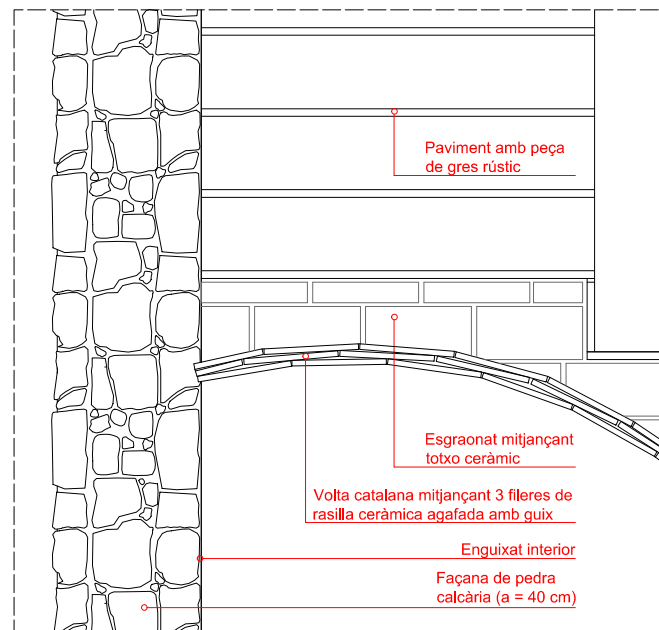 Paviment amb peça
de gres rústic
Esgraonat mitjançant
totxo ceràmic
Volta catalana mitjançant 3 fileres de
rasilla ceràmica agafada amb guix
Enguixat interior
Façana de pedra
calcària (a = 40 cm)